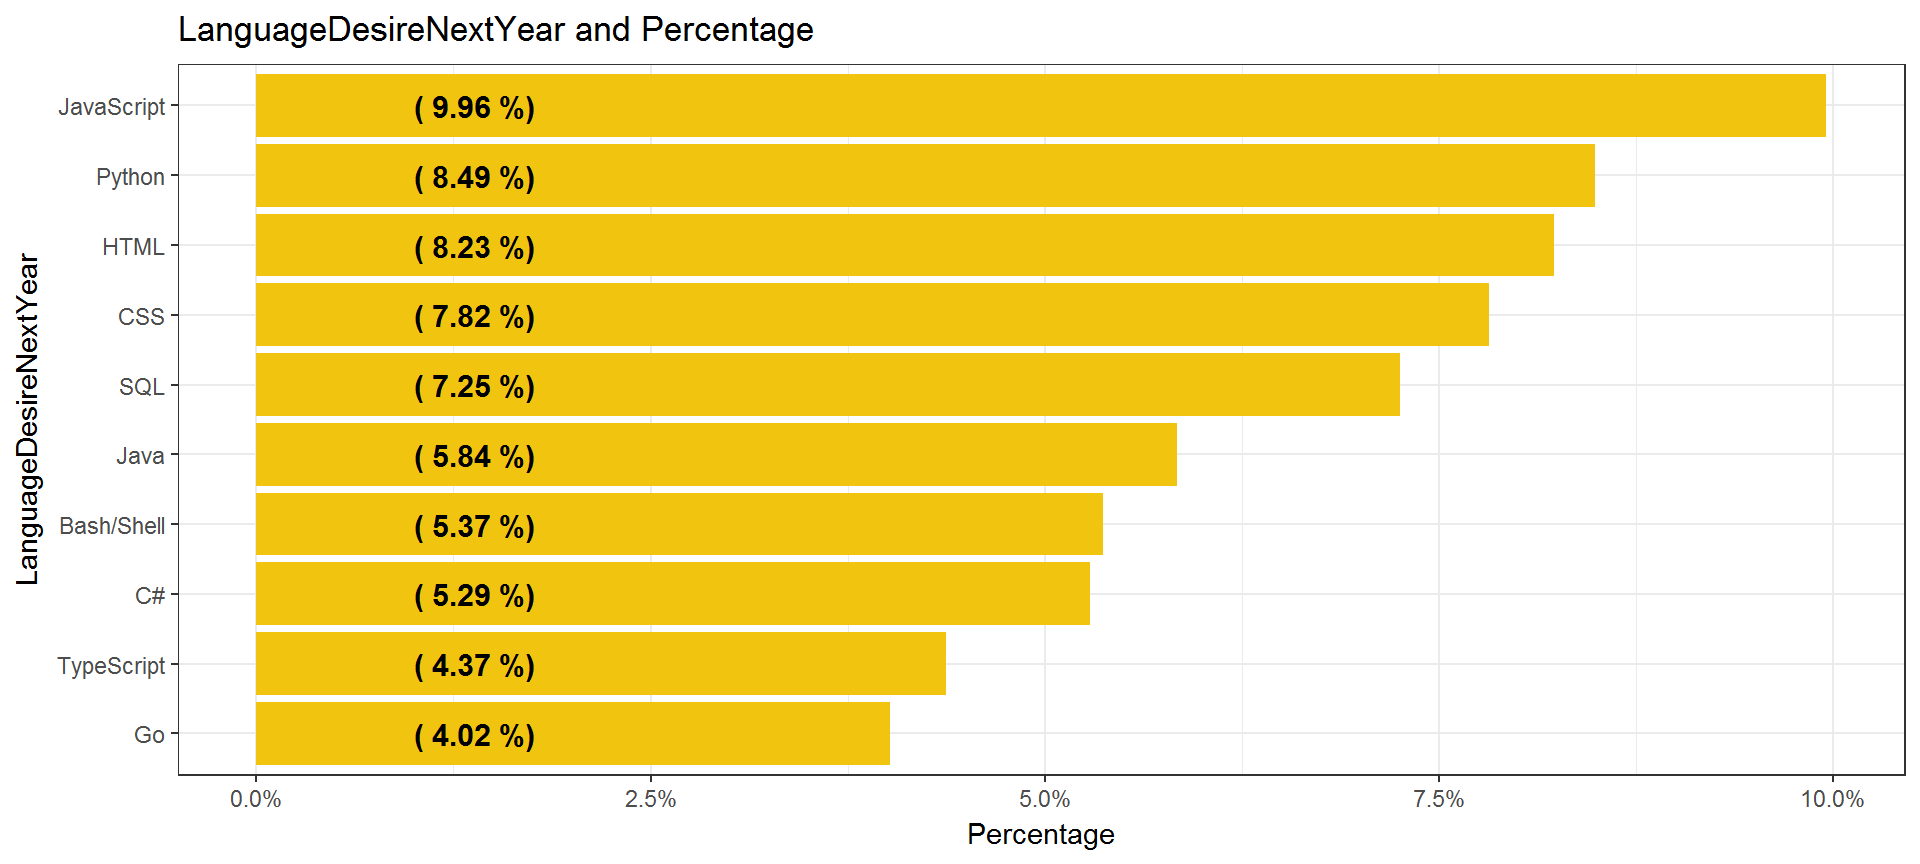 LanguageDesireNextYear and Percentage
LanguageDesireNextYear
JavaScript ( 9.96 %)
Python ( 8.49 %)
HTML ( 8.23 %)
CSS ( 7.82 %)
SQL ( 7.25 %)
Java ( 5.84 %)
Bash/Shell ( 5.37 %)
C# ( 5.29 %)
TypeScript ( 4.37 %)
Go ( 4.02 %)
0.0% 2.5% 5.0% 7.5% 10.0%
Percentage